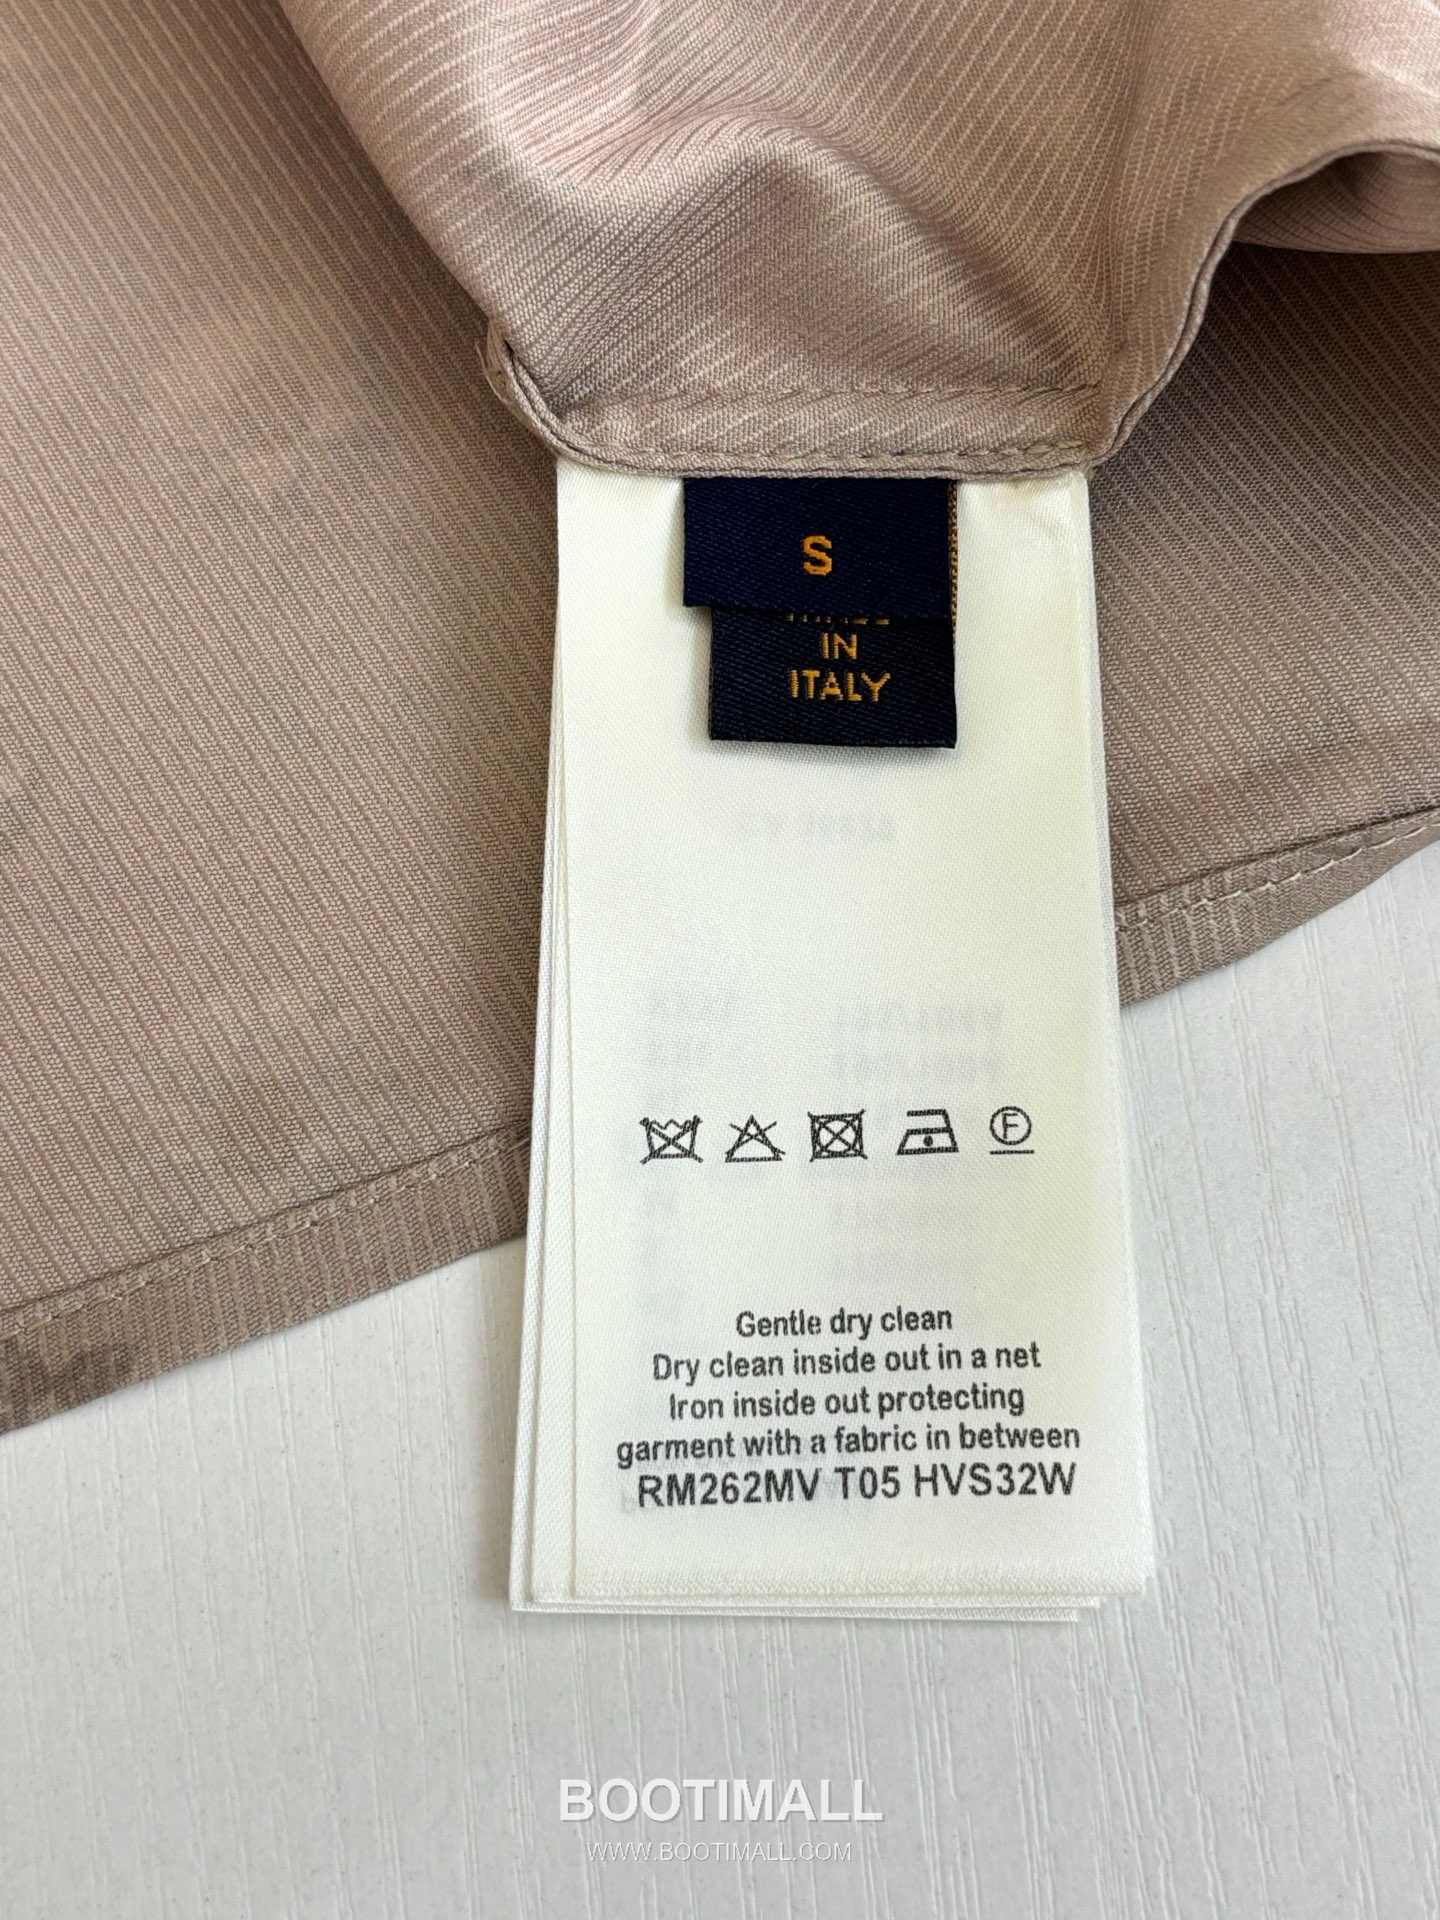 S
IN
ITALY
F
Gentle dry clean
Dry clean inside out in a net
Iron inside out protecting
garment with a fabric in between
RM262MV T05 HVS32W
BOOTIMALL
WWW.BOOTIMALL.COM